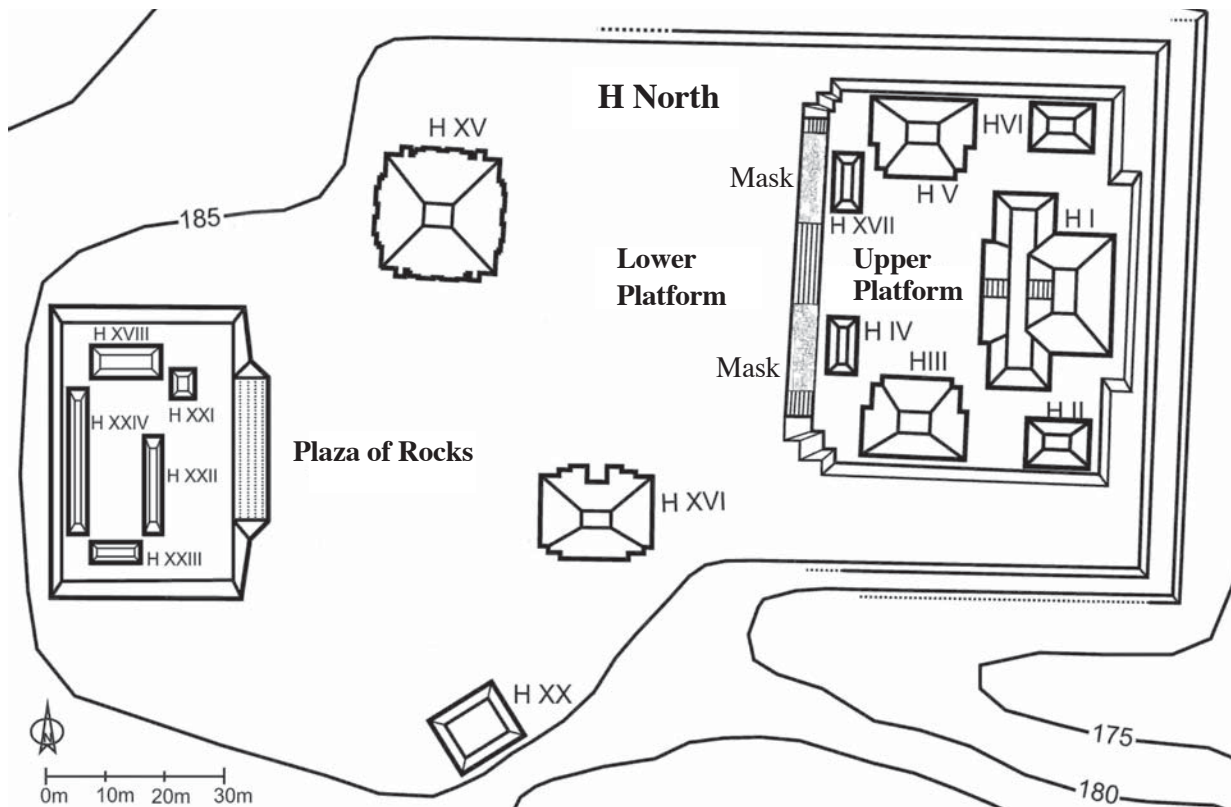 H North
H XV
HVI
Mask
H V
H XVII
185
H I
Lower
Platform
Upper
Platform
H XVIII
H IV
HIII
Mask
H XXI
H XXIV
H II
Plaza of Rocks
H XXII
H XVI
H XXIII
H XX
N
175
180
0m 10m 20m 30m